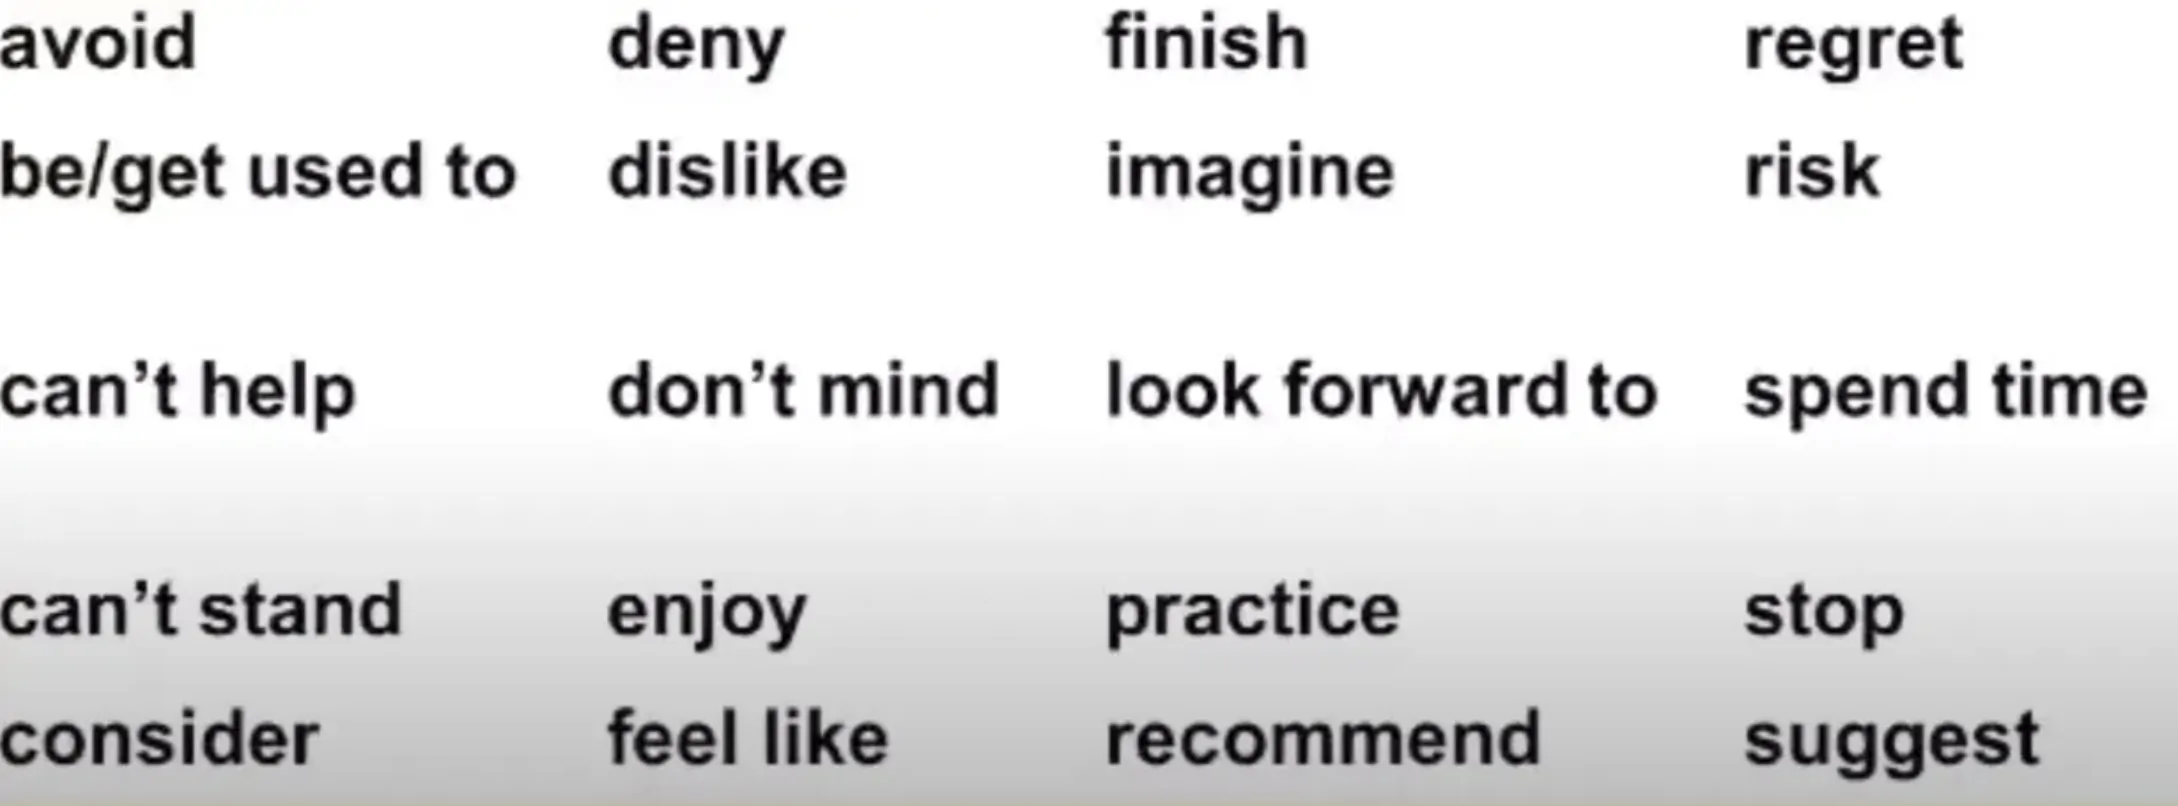 avoid deny finish regret
be/get used to dislike imagine risk
can’t help don’t mind look forward to spend time
can’t stand enjoy practice stop
consider feel like recommend suggest